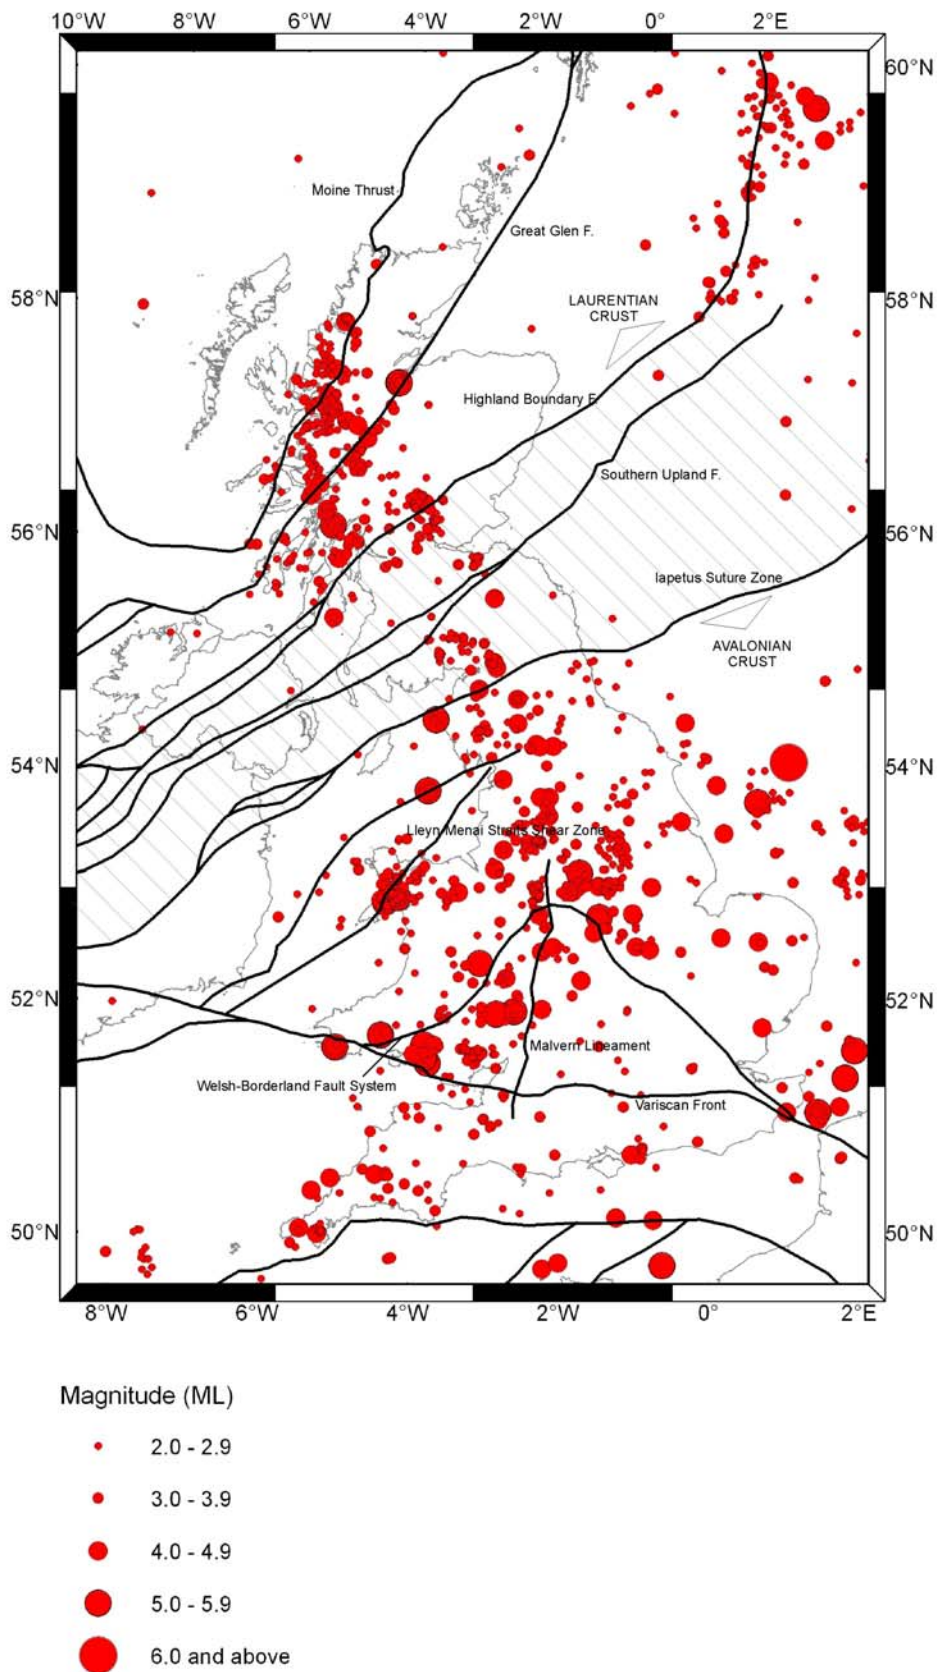 10°W 8°W 6°W 4°W 2°W 0° 2°E
60°N 
60°N
Moine Thrust
Great Glen F.
58°N
58°N
LAURENTIAN
CRUST
Highland Boundary F.
Southern Upland F.
56°N
56°N
Iapetus Suture Zone
AVALONIAN
CRUST
54°N
54°N
Lleyn-Menai Straits Shear Zone
52°N
52°N
Malvern Lineament
Welsh-Borderland Fault System
Variscan Front
50°N
50°N
8°W 6°W 4°W 2°W 0° 2°E
Magnitude (ML)
2.0 - 2.9
3.0 - 3.9
4.0 - 4.9
5.0 - 5.9
6.0 and above